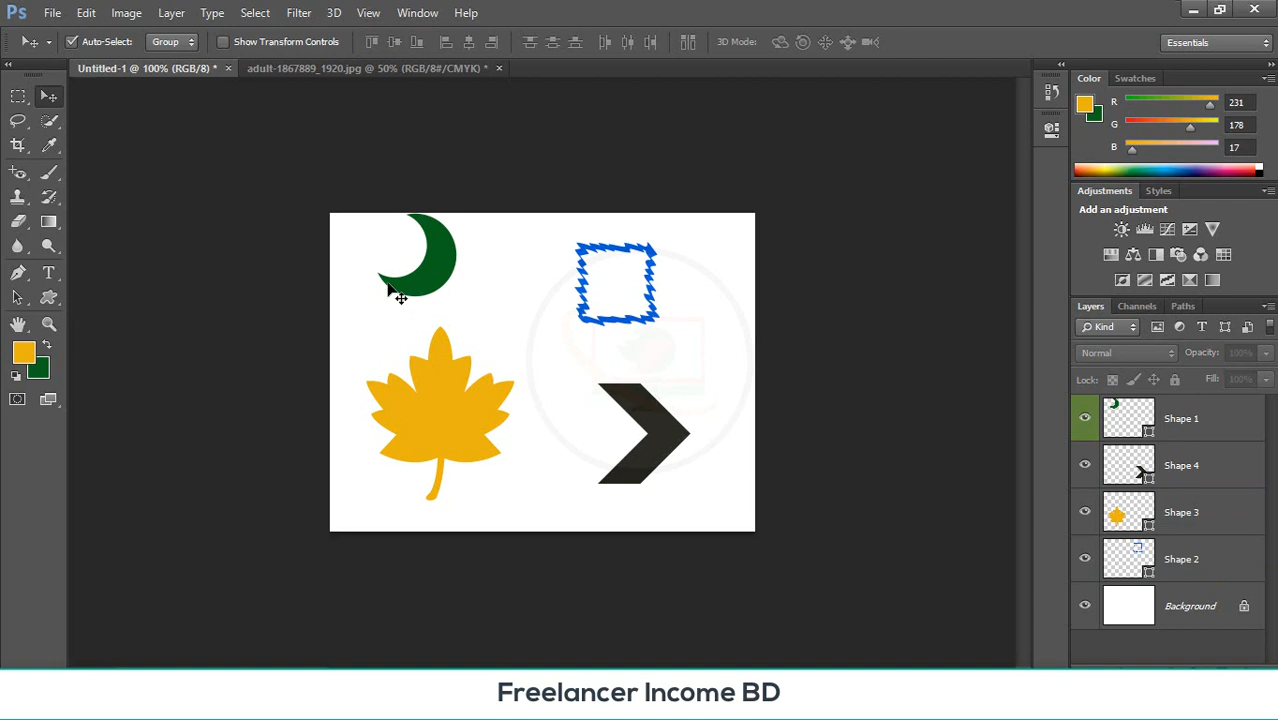 Ps File Edit Image Layer Type Select Filter 3D View Window Help
Auto-Select: Group Show Transform Controls 3D Mode: Essentials
Untitled-1 @ 100% (RGB/8) * × adult-1867889_1920.jpg @ 50% (RGB/8#/CMYK) * ×
Color Swatches
R 231
G 178
B 17
Adjustments Styles
Add an adjustment
Layers Channels Paths
Kind
Normal Opacity: 100%
Lock: Fill: 100%
Shape 1
Shape 4
Shape 3
Shape 2
Background
Freelancer Income BD